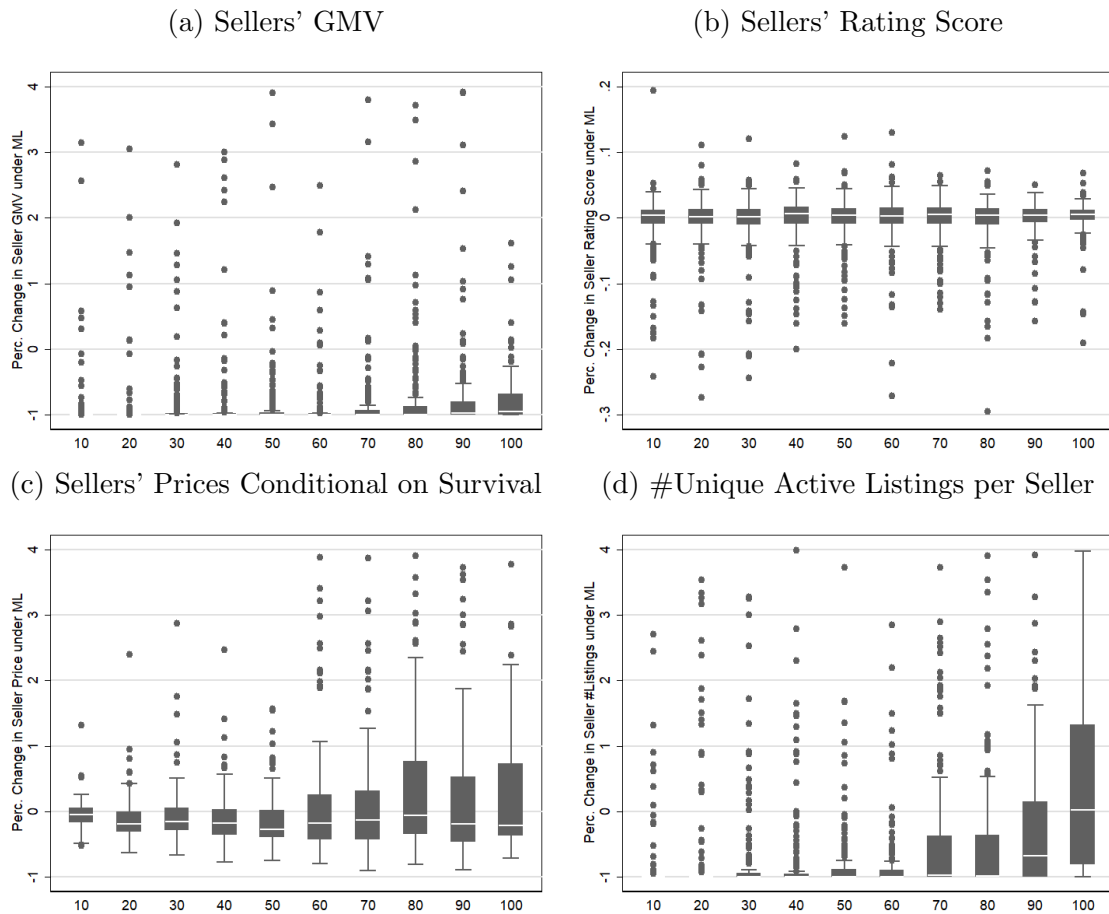 (a) Sellers' GMV
Perc. Change in Seller GMV under ML
4
3
2
1
0
-1
10 20 30 40 50 60 70 80 90 100
(b) Sellers' Rating Score
Perc. Change in Seller Rating Score under ML
.2
.1
0
-.1
-.2
-.3
10 20 30 40 50 60 70 80 90 100
(c) Sellers' Prices Conditional on Survival
Perc. Change in Seller Price under ML
4
3
2
1
0
-1
10 20 30 40 50 60 70 80 90 100
(d) #Unique Active Listings per Seller
Perc. Change in Seller #Listings under ML
4
3
2
1
0
-1
10 20 30 40 50 60 70 80 90 100